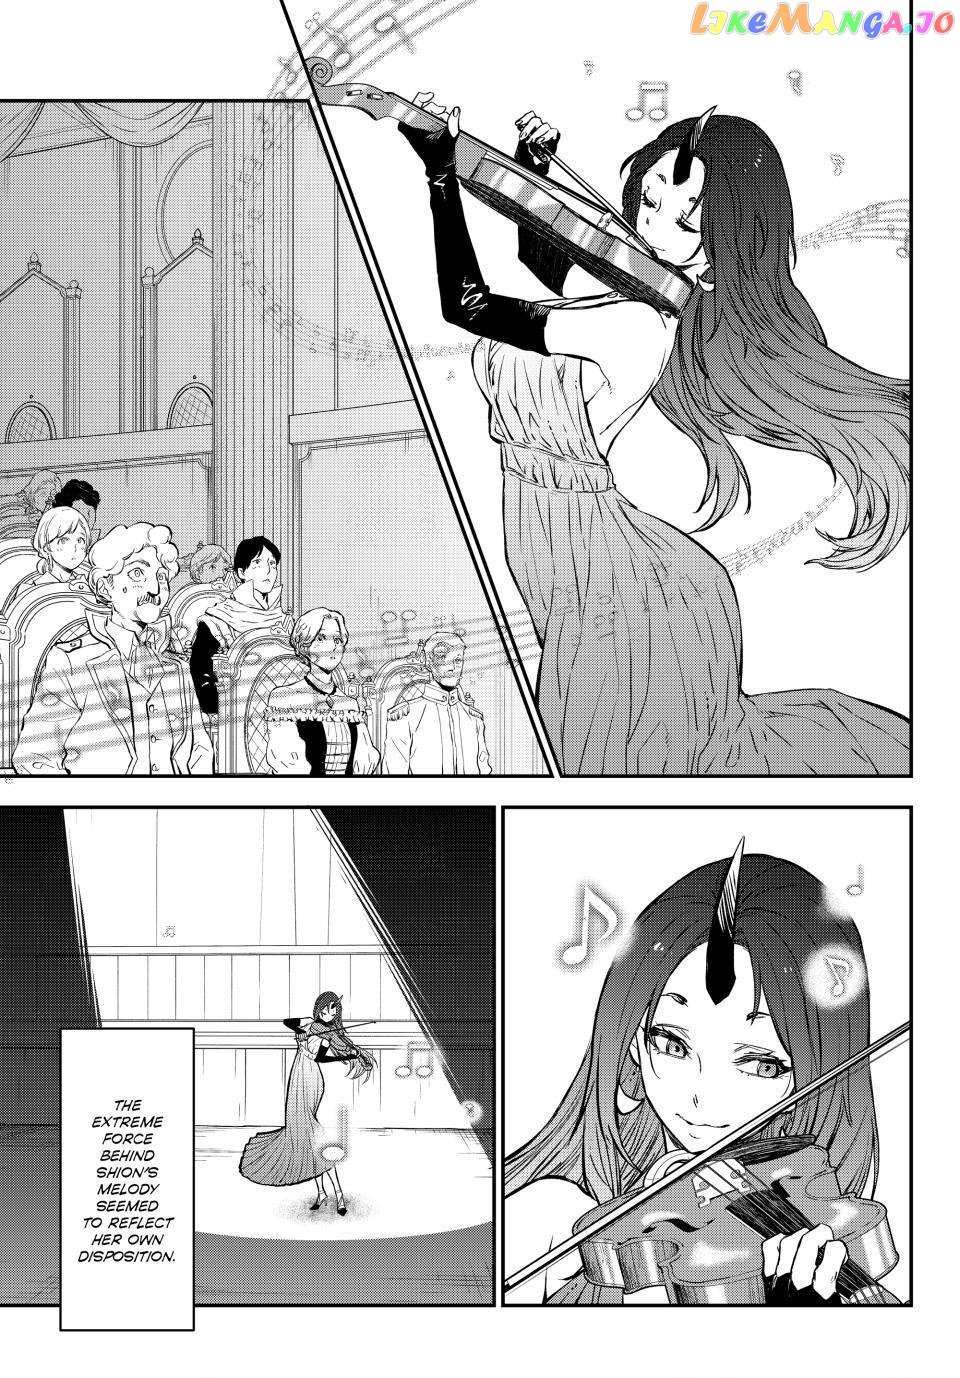 LIKEMANGA.IO
THE
EXTREME
FORCE
BEHIND
SHION'S
MELODY
SEEMED
TO REFLECT
HER OWN
DISPOSITION.